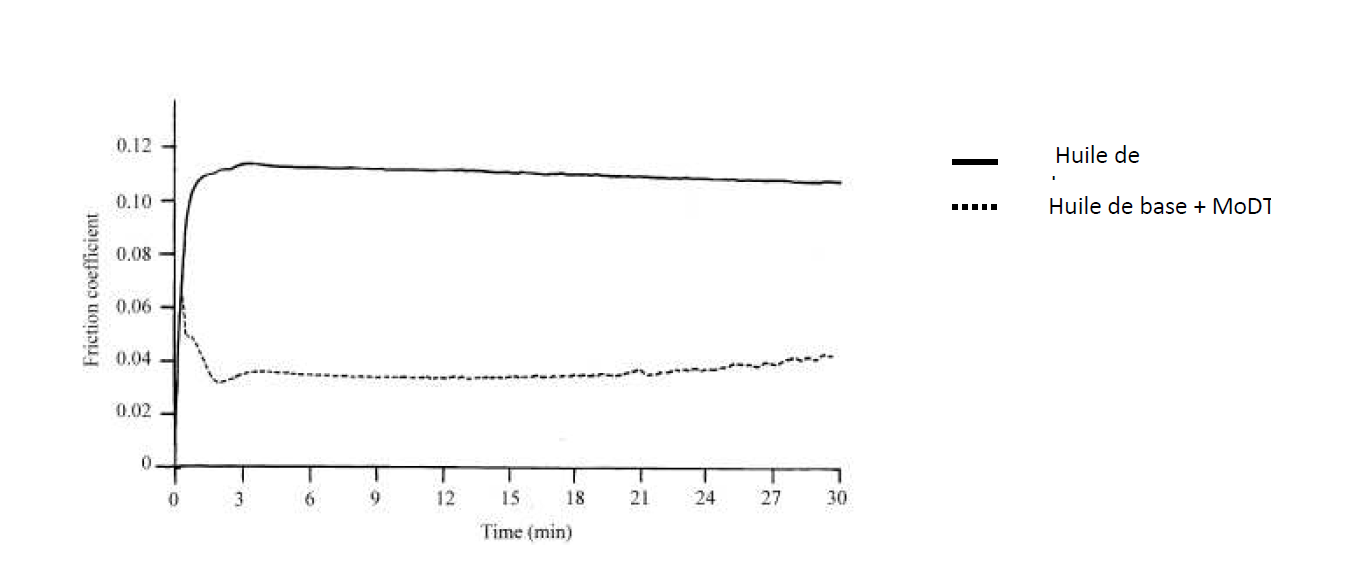 0.12
0.10
0.08
0.06
0.04
0.02
0
Friction coefficient
0 3 6 9 12 15 18 21 24 27 30
Time (min)
Huile de
Huile de base + MoDT